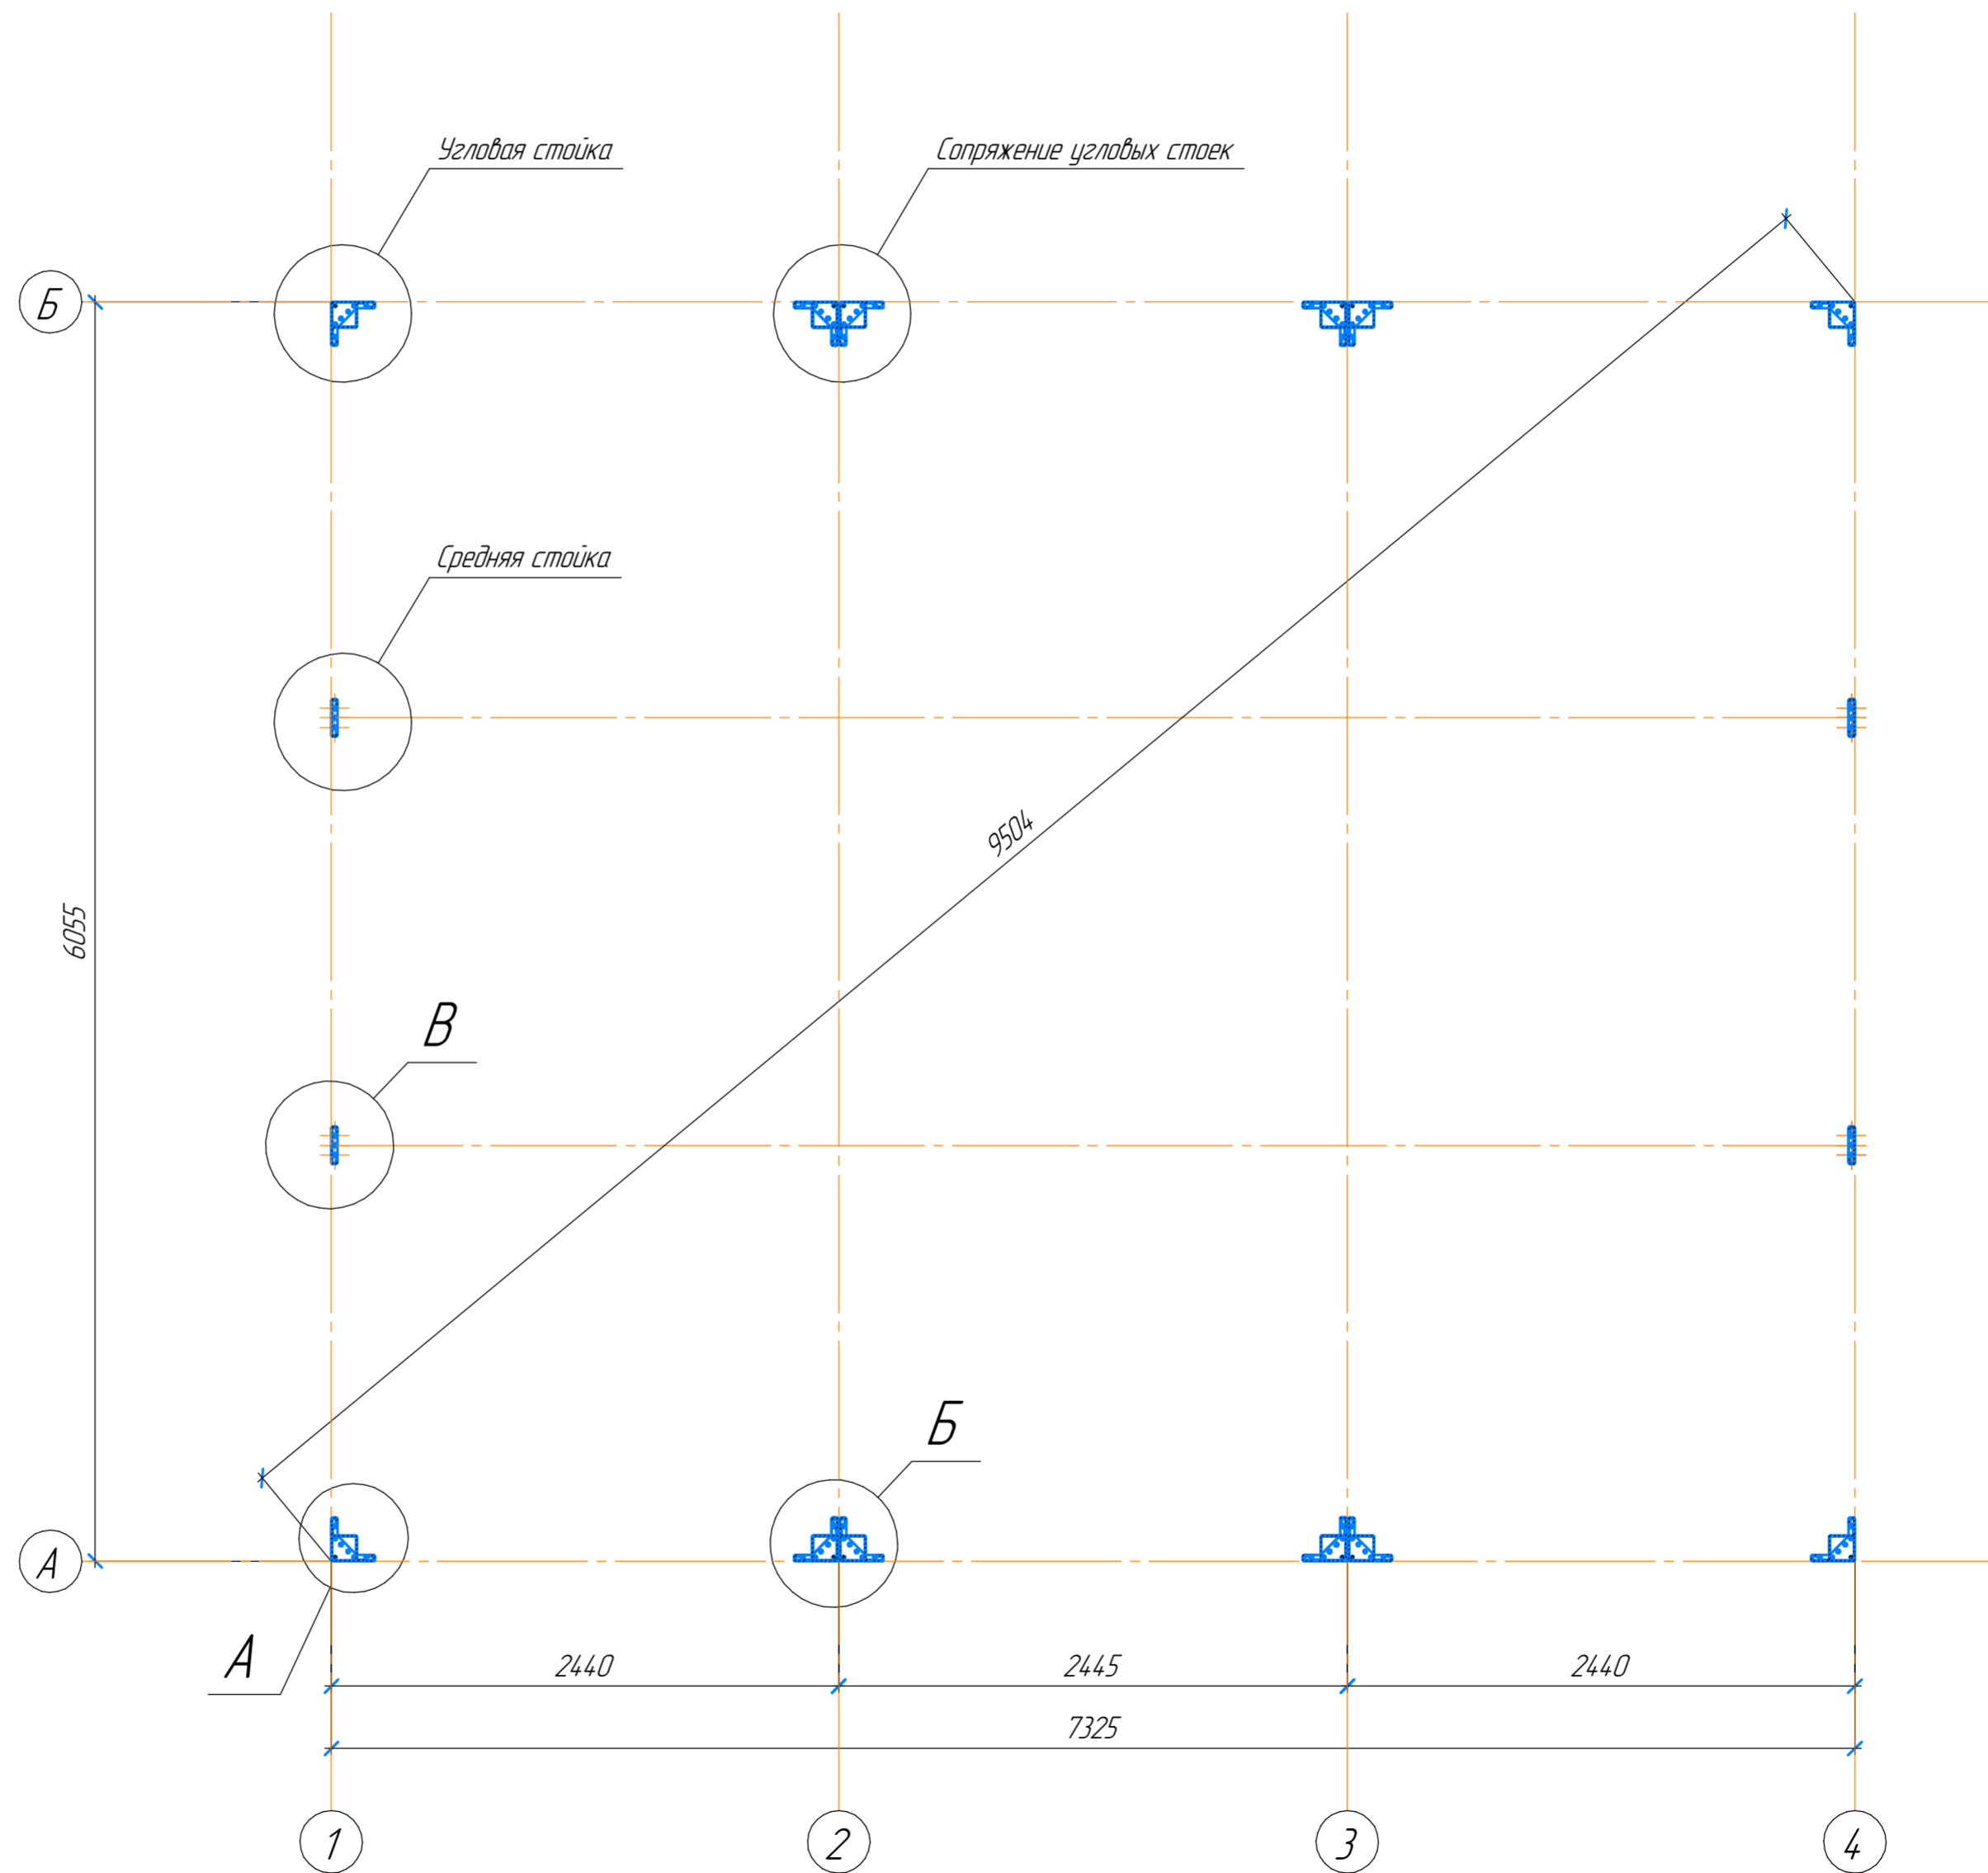 Угловая стойка
Сопряжение угловых стоек
Б
Средняя стойка
9504
6055
В
Б
А
А
2440
2445
2440
7325
1
2
3
4